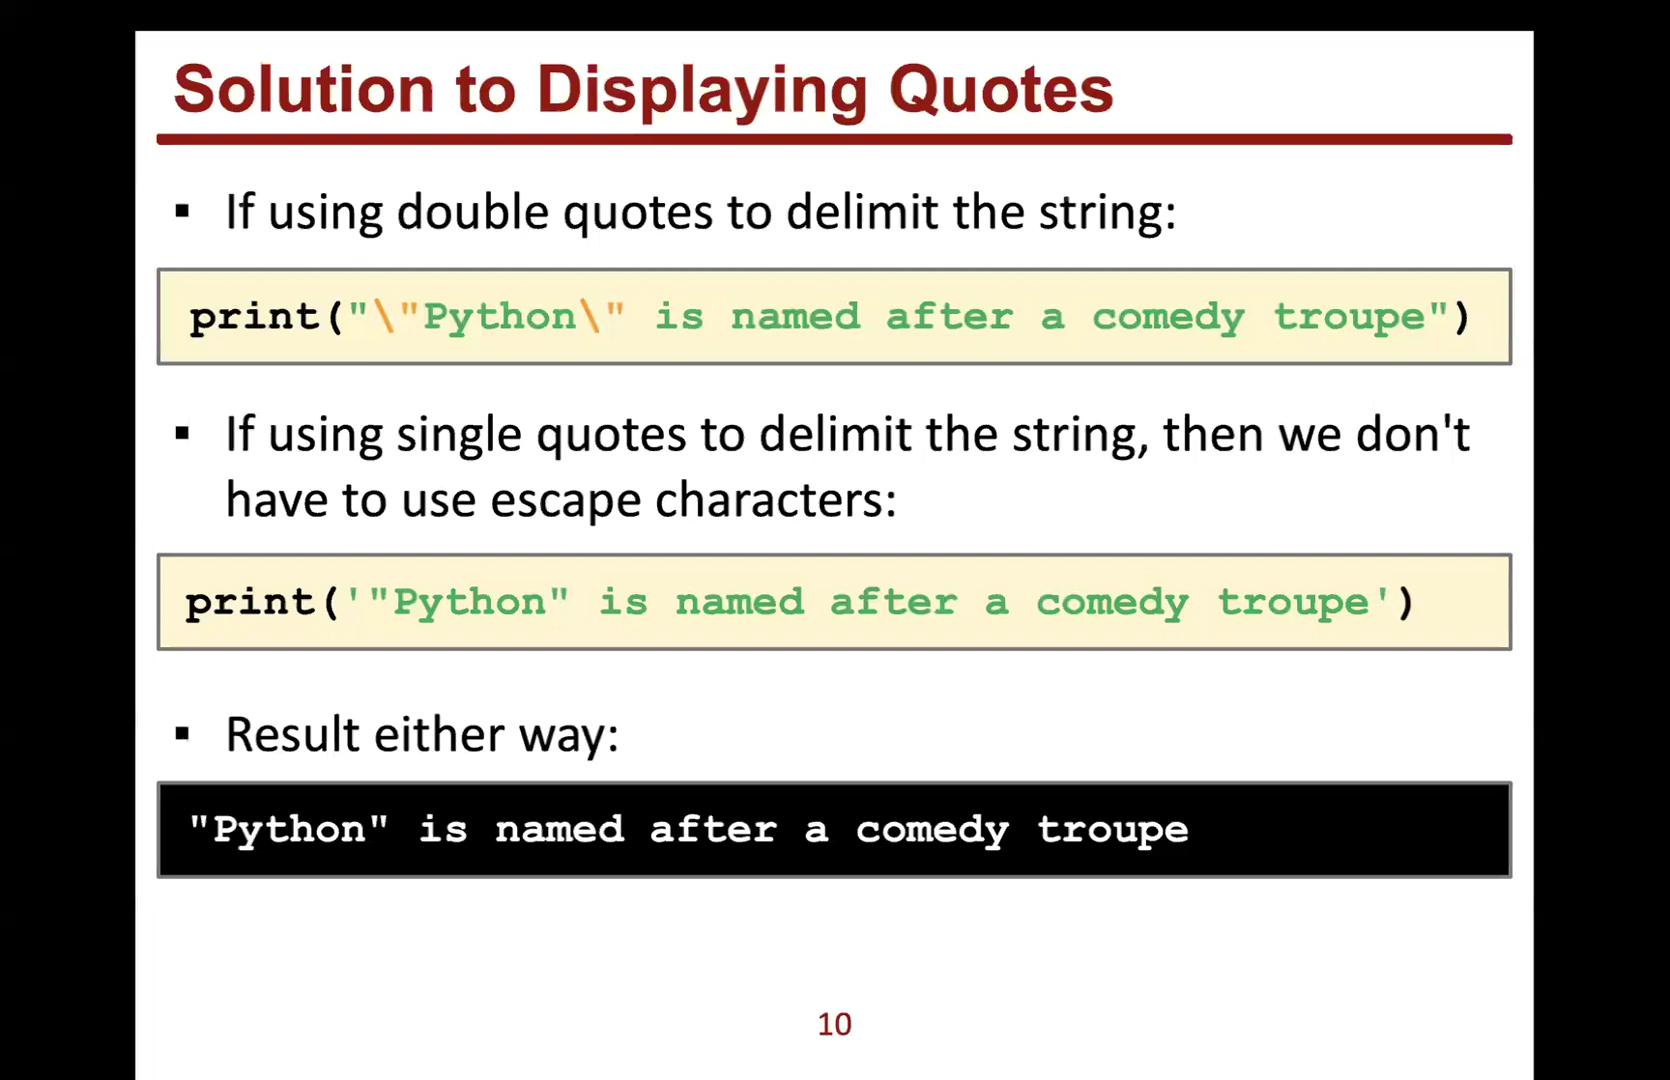 Solution to Displaying Quotes
▪ If using double quotes to delimit the string:
print("\"Python\" is named after a comedy troupe")
▪ If using single quotes to delimit the string, then we don't
have to use escape characters:
print('"Python" is named after a comedy troupe')
▪ Result either way:
"Python" is named after a comedy troupe
10